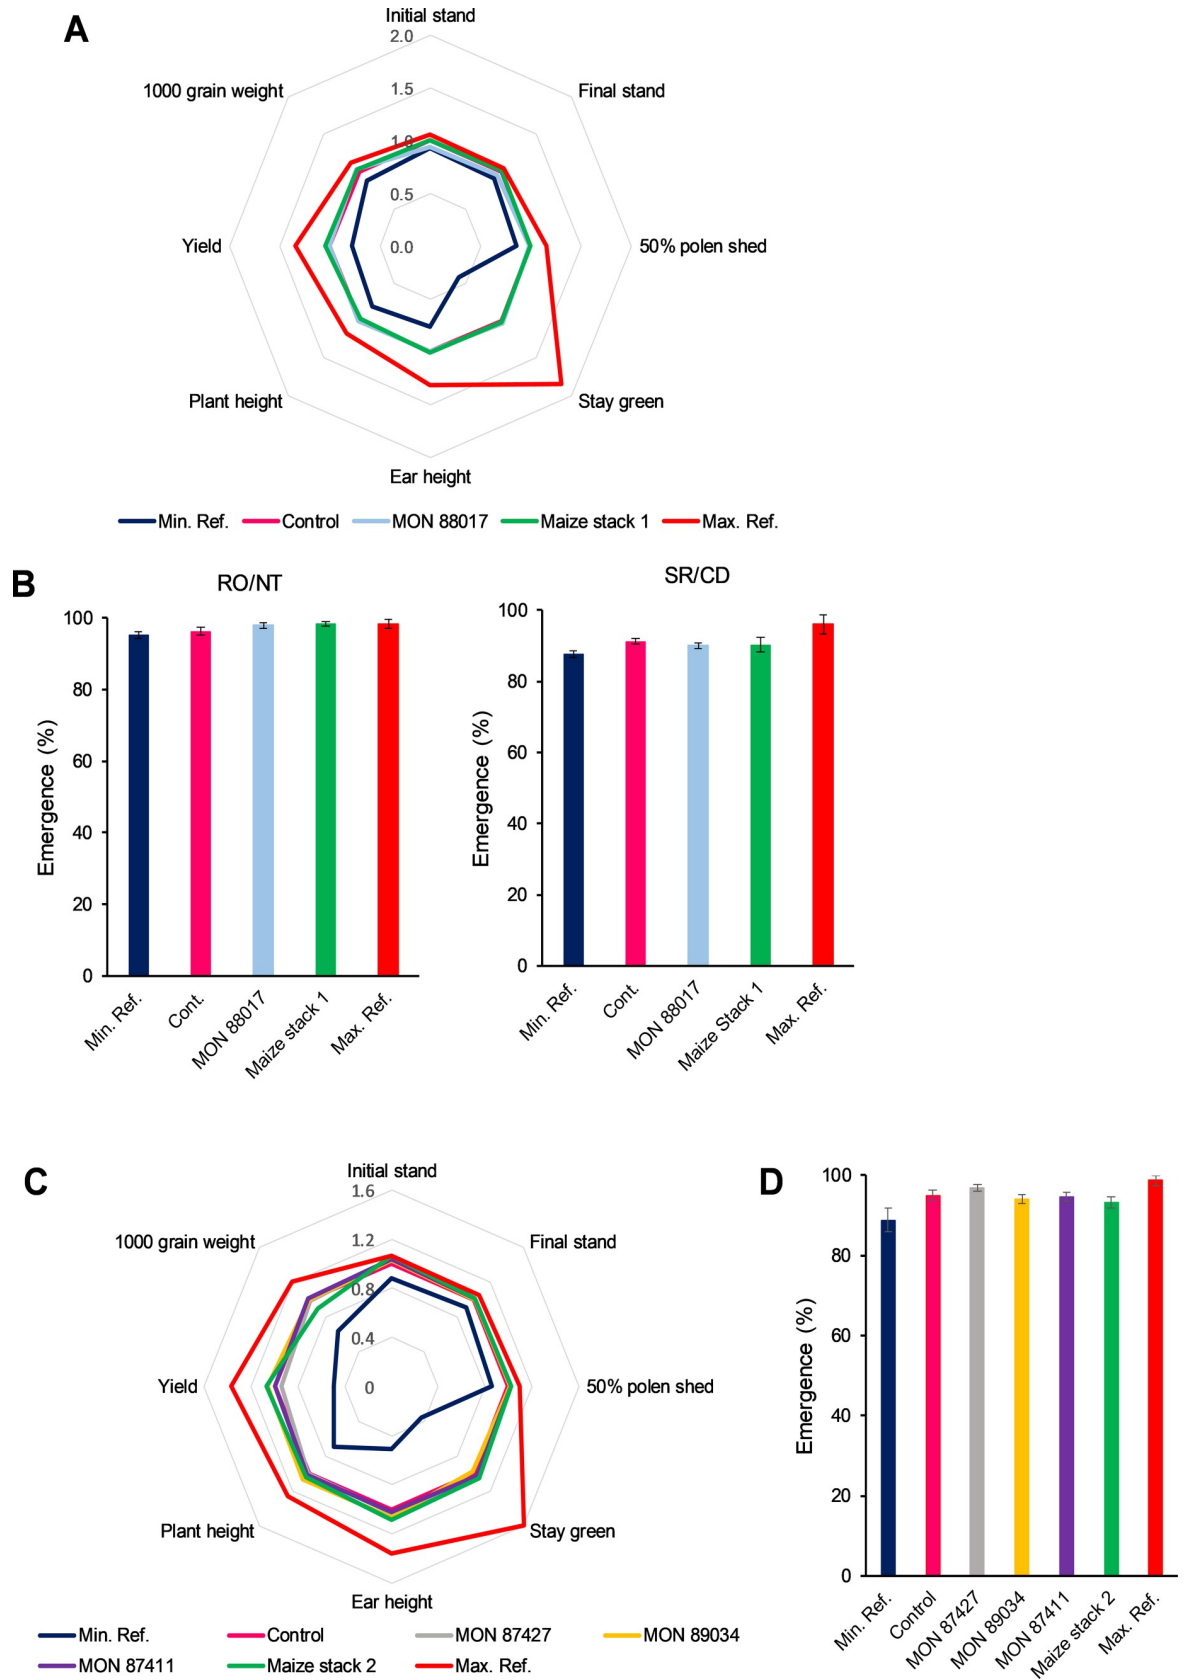 A
Initial stand
2.0
1000 grain weight
Final stand
1.5
1.0
0.5
Yield
0.0
50% polen shed
Plant height
Stay green
Ear height
Min. Ref.
Control
MON 88017
Maize stack 1
Max. Ref.
B
RO/NT
Emergence (%)
100
80
60
40
20
0
Min. Ref.
Cont.
MON 88017
Maize stack 1
Max. Ref.
SR/CD
Emergence (%)
100
80
60
40
20
0
Min. Ref.
Cont.
MON 88017
Maize Stack 1
Max. Ref.
C
Initial stand
1.6
1000 grain weight
Final stand
1.2
0.8
0.4
Yield
0
50% polen shed
Plant height
Stay green
Ear height
Min. Ref.
Control
MON 87427
MON 89034
MON 87411
Maize stack 2
Max. Ref.
D
Emergence (%)
100
80
60
40
20
0
Min. Ref.
Control
MON 87427
MON 89034
MON 87411
Maize stack 2
Max. Ref.